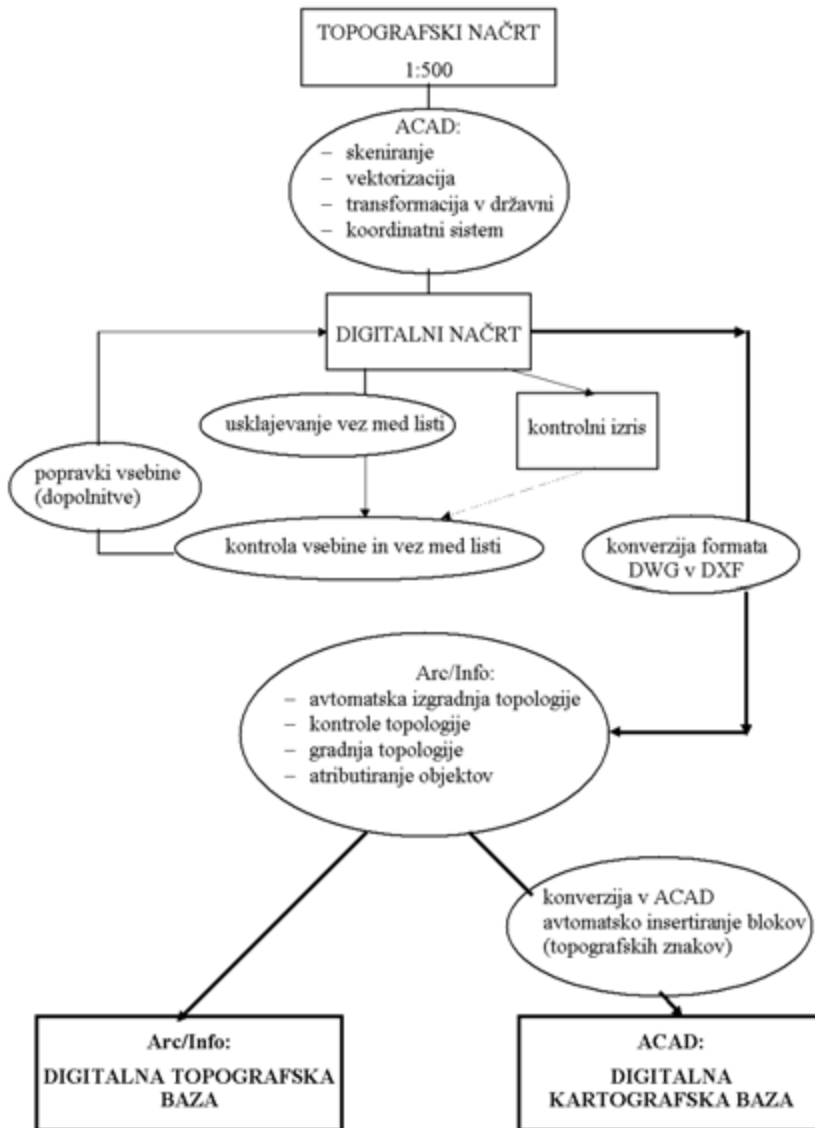 TOPOGRAFSKI NAČRT
1:500
ACAD:
– skeniranje
– vektorizacija
– transformacija v državni
– koordinatni sistem
DIGITALNI NAČRT
usklajevanje vez med listi
kontrolni izris
popravki vsebine
(dopolnitve)
kontrola vsebine in vez med listi
konverzija formata
DWG v DXF
Arc/Info:
– avtomatska izgradnja topologije
– kontrole topologije
– gradnja topologije
– atributiranje objektov
konverzija v ACAD
avtomatsko insertiranje blokov
(topografskih znakov)
Arc/Info:
DIGITALNA TOPOGRAFSKA
BAZA
ACAD:
DIGITALNA
KARTOGRAFSKA BAZA